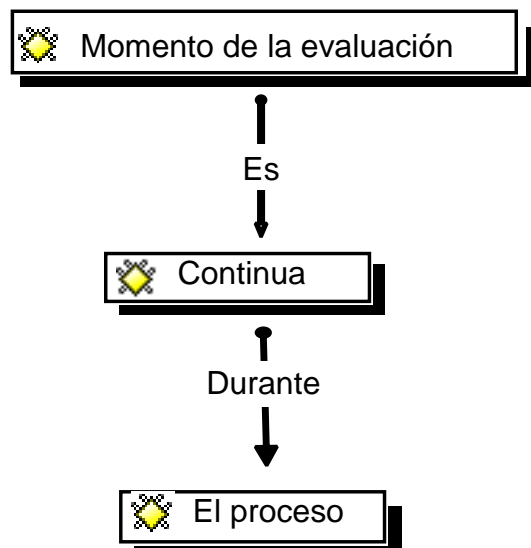 Momento de la evaluación
Es
Continua
Durante
El proceso